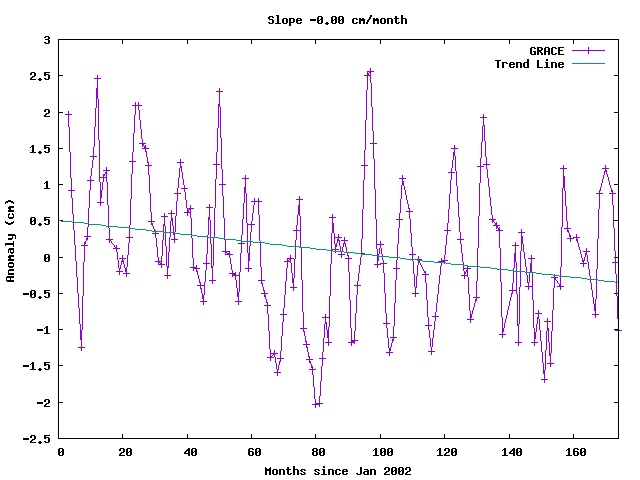 Slope -0.00 cm/month
GRACE
Trend Line
Anomaly (cm)
3
2.5
2
1.5
1
0.5
0
-0.5
-1
-1.5
-2
-2.5
0 20 40 60 80 100 120 140 160
Months since Jan 2002